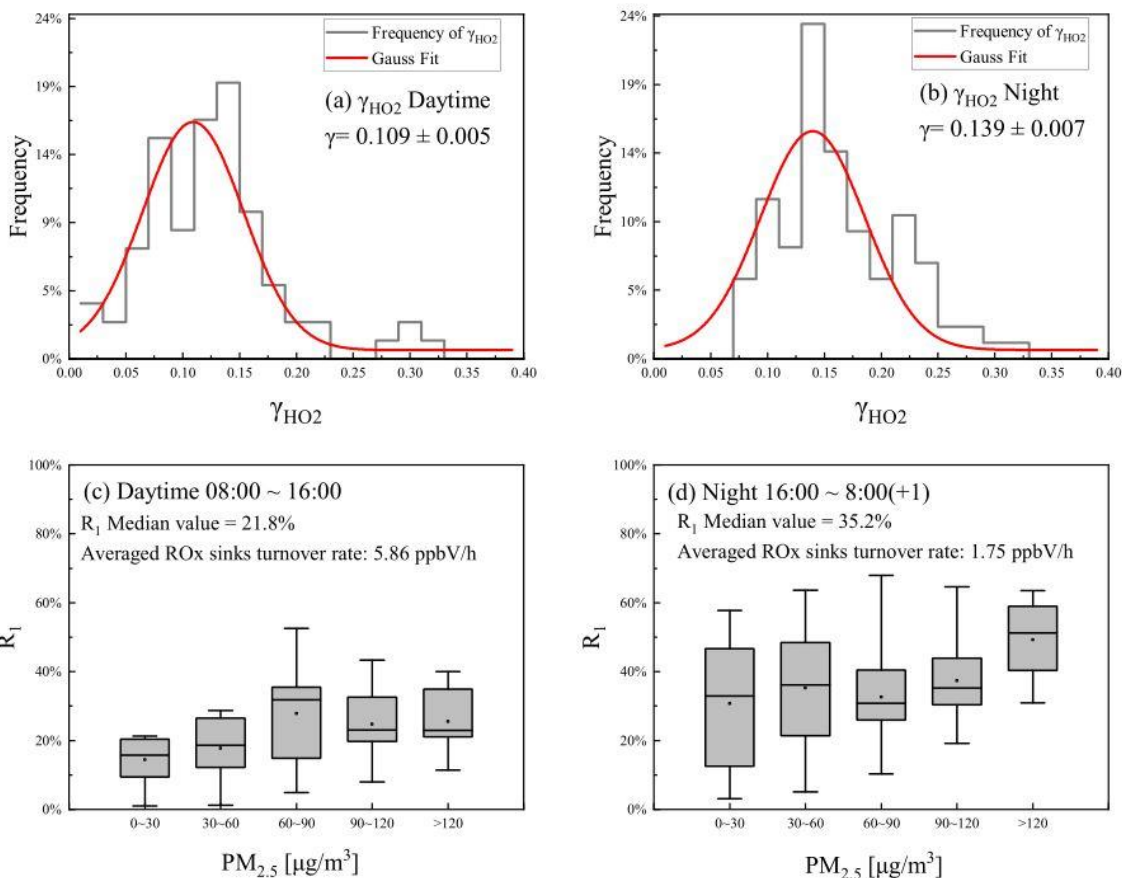 24%
19%
14%
9%
5%
0%
Frequency
Frequency of γHO2
Gauss Fit
(a) γHO2 Daytime
γ= 0.109 ± 0.005
0.00 0.05 0.10 0.15 0.20 0.25 0.30 0.35 0.40
γHO2
24%
19%
14%
9%
5%
0%
Frequency
Frequency of γHO2
Gauss Fit
(b) γHO2 Night
γ= 0.139 ± 0.007
0.00 0.05 0.10 0.15 0.20 0.25 0.30 0.35 0.40
γHO2
100%
80%
60%
40%
20%
0%
R1
(c) Daytime 08:00 ~ 16:00
R1 Median value = 21.8%
Averaged ROx sinks turnover rate: 5.86 ppbV/h
0~30 30~60 60~90 90~120 >120
PM2.5 [μg/m³]
100%
80%
60%
40%
20%
0%
R1
(d) Night 16:00 ~ 8:00(+1)
R1 Median value = 35.2%
Averaged ROx sinks turnover rate: 1.75 ppbV/h
0~30 30~60 60~90 90~120 >120
PM2.5 [μg/m³]